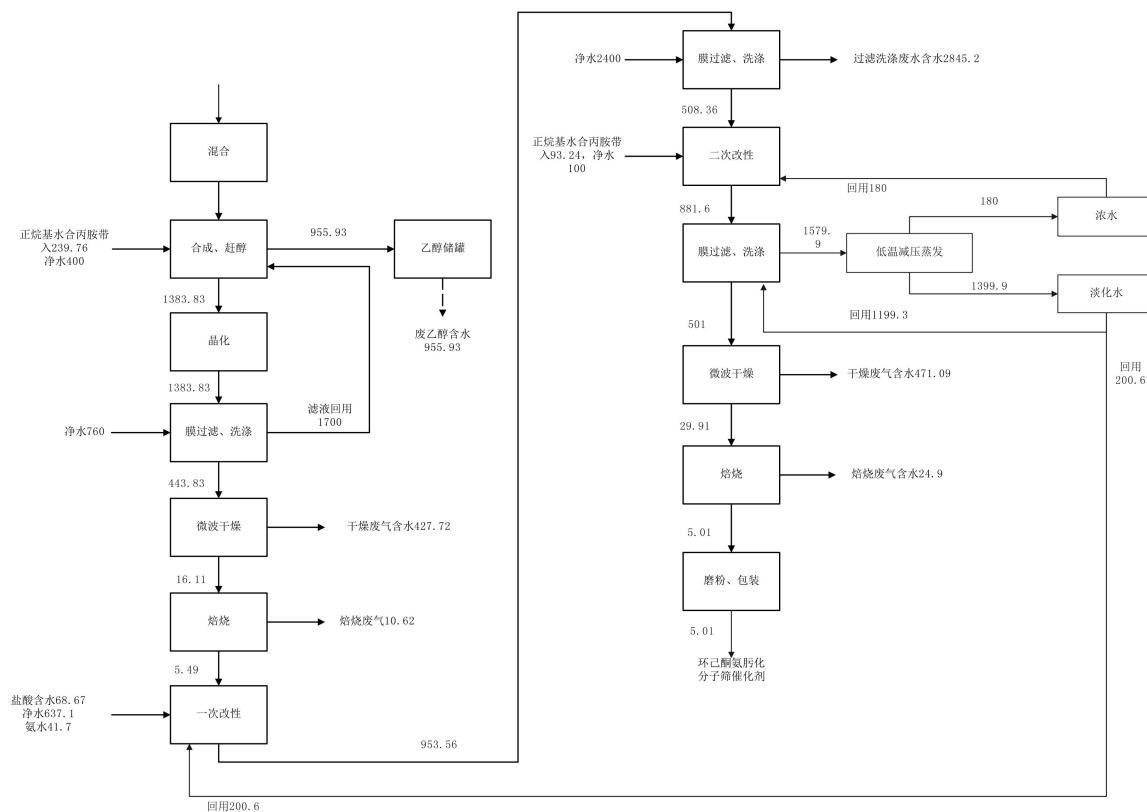 混合
正烷基水合丙胺带
入239.76
净水400
合成、赶醇
955.93
乙醇储罐
废乙醇含水
955.93
1383.83
晶化
1383.83
净水760
膜过滤、洗涤
滤液回用
1700
443.83
微波干燥
干燥废气含水427.72
16.11
焙烧
焙烧废气10.62
5.49
盐酸含水68.67
净水637.1
氨水41.7
一次改性
953.56
净水2400
膜过滤、洗涤
过滤洗涤废水含水2845.2
508.36
正烷基水合丙胺带
入93.24，净水
100
二次改性
回用180
881.6
膜过滤、洗涤
1579.
9
低温减压蒸发
180
浓水
1399.9
淡化水
回用1199.3
回用
200.6
501
微波干燥
干燥废气含水471.09
29.91
焙烧
焙烧废气含水24.9
5.01
磨粉、包装
5.01
环己酮氨肟化
分子筛催化剂
回用200.6